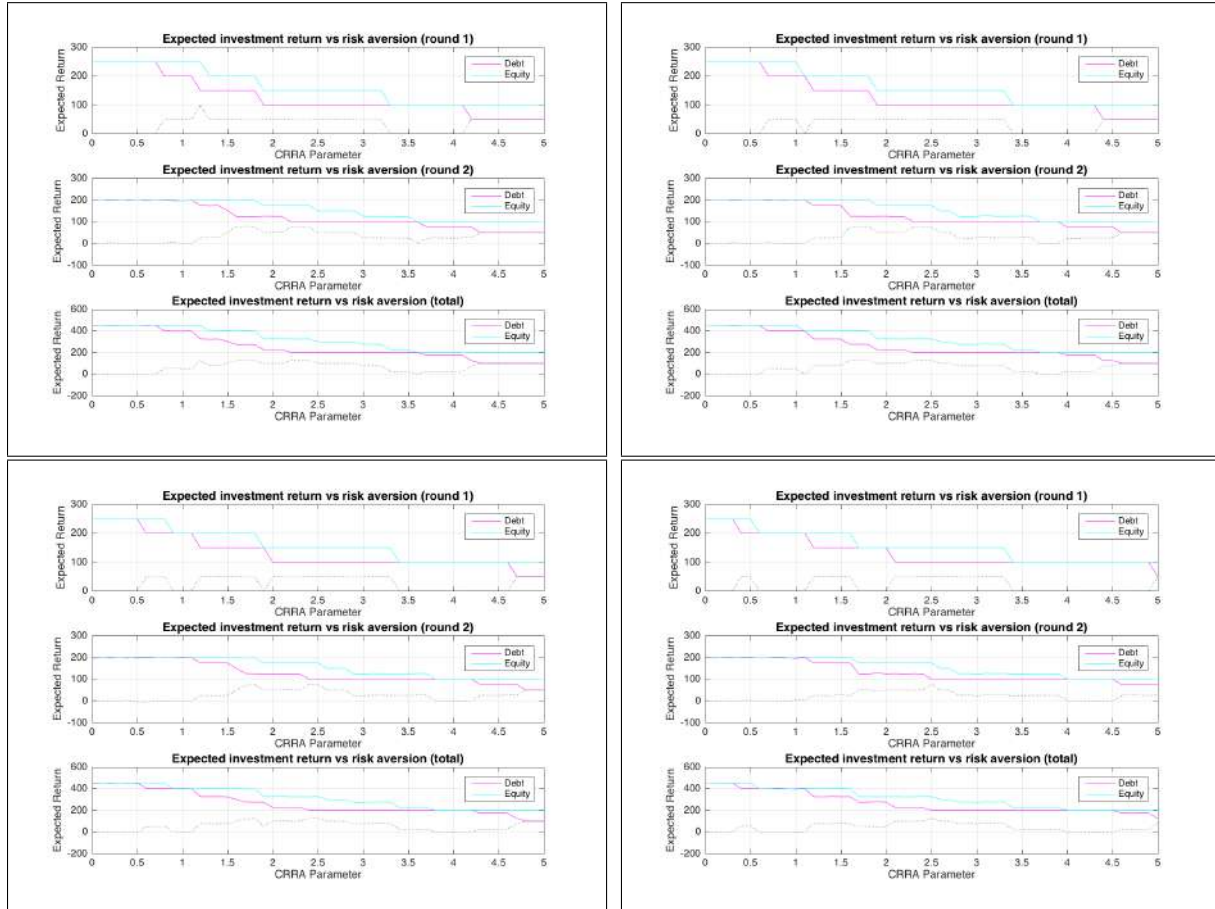 Expected investment return vs risk aversion (round 1)
Expected Return
300
200
100
0
Debt
Equity
0 0.5 1 1.5 2 2.5 3 3.5 4 4.5 5
CRRA Parameter
Expected investment return vs risk aversion (round 2)
Expected Return
300
200
100
0
-100
Debt
Equity
0 0.5 1 1.5 2 2.5 3 3.5 4 4.5 5
CRRA Parameter
Expected investment return vs risk aversion (total)
Expected Return
600
400
200
0
-200
Debt
Equity
0 0.5 1 1.5 2 2.5 3 3.5 4 4.5 5
CRRA Parameter
Expected investment return vs risk aversion (round 1)
Expected Return
300
200
100
0
Debt
Equity
0 0.5 1 1.5 2 2.5 3 3.5 4 4.5 5
CRRA Parameter
Expected investment return vs risk aversion (round 2)
Expected Return
300
200
100
0
-100
Debt
Equity
0 0.5 1 1.5 2 2.5 3 3.5 4 4.5 5
CRRA Parameter
Expected investment return vs risk aversion (total)
Expected Return
600
400
200
0
-200
Debt
Equity
0 0.5 1 1.5 2 2.5 3 3.5 4 4.5 5
CRRA Parameter
Expected investment return vs risk aversion (round 1)
Expected Return
300
200
100
0
Debt
Equity
0 0.5 1 1.5 2 2.5 3 3.5 4 4.5 5
CRRA Parameter
Expected investment return vs risk aversion (round 2)
Expected Return
300
200
100
0
-100
Debt
Equity
0 0.5 1 1.5 2 2.5 3 3.5 4 4.5 5
CRRA Parameter
Expected investment return vs risk aversion (total)
Expected Return
600
400
200
0
-200
Debt
Equity
0 0.5 1 1.5 2 2.5 3 3.5 4 4.5 5
CRRA Parameter
Expected investment return vs risk aversion (round 1)
Expected Return
300
200
100
0
Debt
Equity
0 0.5 1 1.5 2 2.5 3 3.5 4 4.5 5
CRRA Parameter
Expected investment return vs risk aversion (round 2)
Expected Return
300
200
100
0
-100
Debt
Equity
0 0.5 1 1.5 2 2.5 3 3.5 4 4.5 5
CRRA Parameter
Expected investment return vs risk aversion (total)
Expected Return
600
400
200
0
-200
Debt
Equity
0 0.5 1 1.5 2 2.5 3 3.5 4 4.5 5
CRRA Parameter